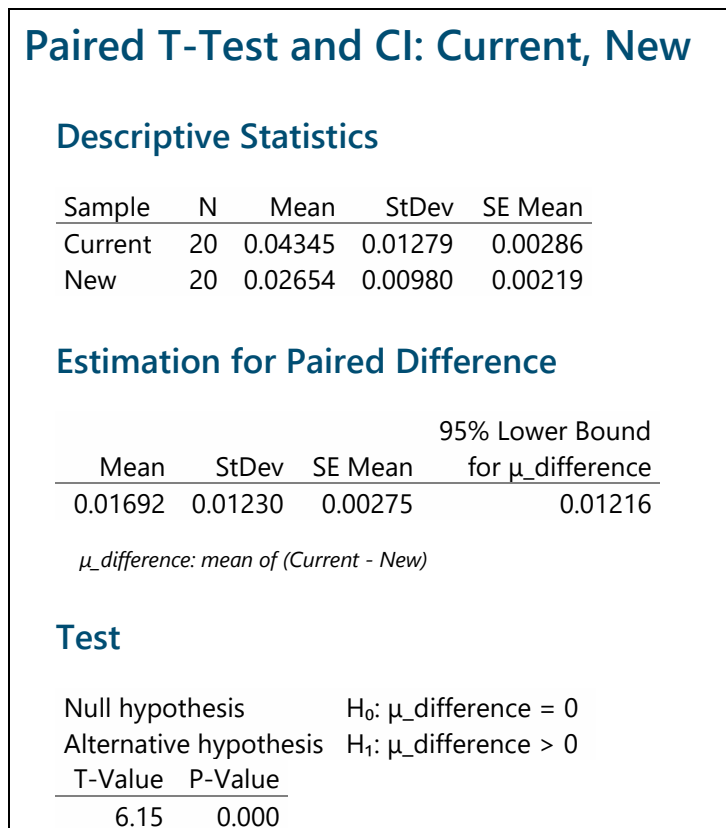 Paired T-Test and CI: Current, New
Descriptive Statistics
Sample N Mean StDev SE Mean
Current 20 0.04345 0.01279 0.00286
New 20 0.02654 0.00980 0.00219
Estimation for Paired Difference
95% Lower Bound
Mean StDev SE Mean for μ_difference
0.01692 0.01230 0.00275 0.01216
μ_difference: mean of (Current - New)
Test
Null hypothesis H₀: μ_difference = 0
Alternative hypothesis H₁: μ_difference > 0
T-Value P-Value
6.15 0.000